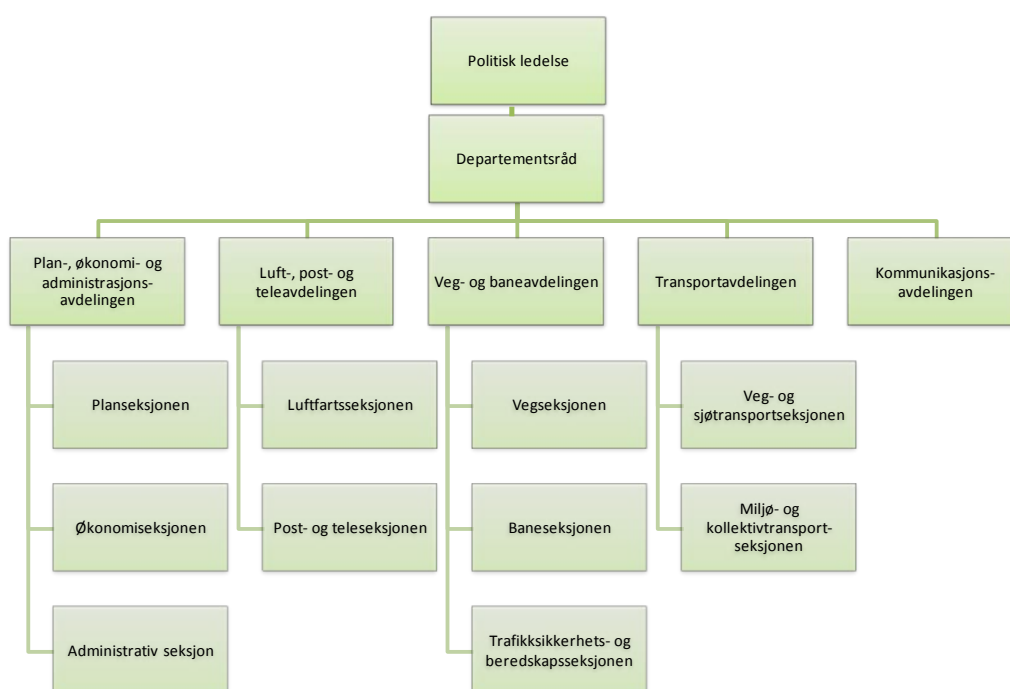 Politisk ledelse
Departementsråd
Plan-, økonomi- og
administrasjons-
avdelingen
Luft-, post- og
teleavdelingen
Veg- og baneavdelingen
Transportavdelingen
Kommunikasjons-
avdelingen
Planseksjonen
Luftfartsseksjonen
Vegseksjonen
Veg- og
sjøtransportseksjonen
Økonomiseksjonen
Post- og teleseksjonen
Baneseksjonen
Miljø- og
kollektivtransport-
seksjonen
Administrativ seksjon
Trafikksikkerhets- og
beredskapsseksjonen